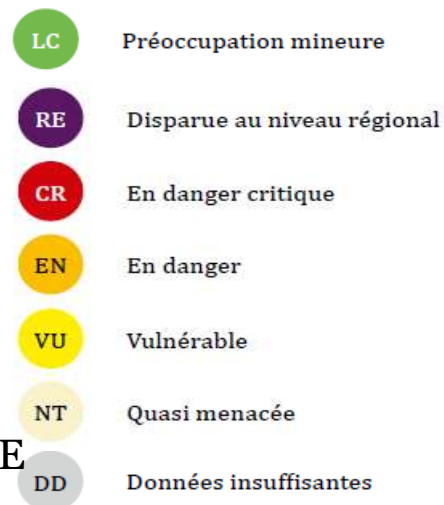 LC Préoccupation mineure
RE Disparue au niveau régional
CR En danger critique
EN En danger
VU Vulnérable
NT Quasi menacée
E
DD Données insuffisantes